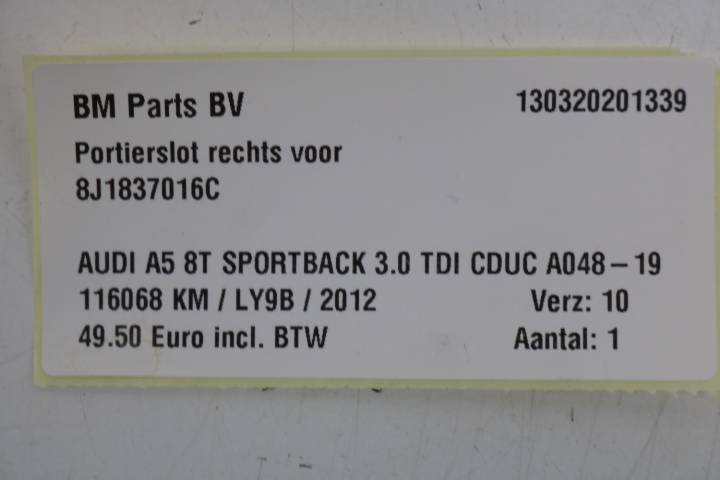 BM Parts BV 130320201339
Portierslot rechts voor
8J1837016C
AUDI A5 8T SPORTBACK 3.0 TDI CDUC A048-19
116068 KM / LY9B / 2012 Verz: 10
49.50 Euro incl. BTW Aantal: 1